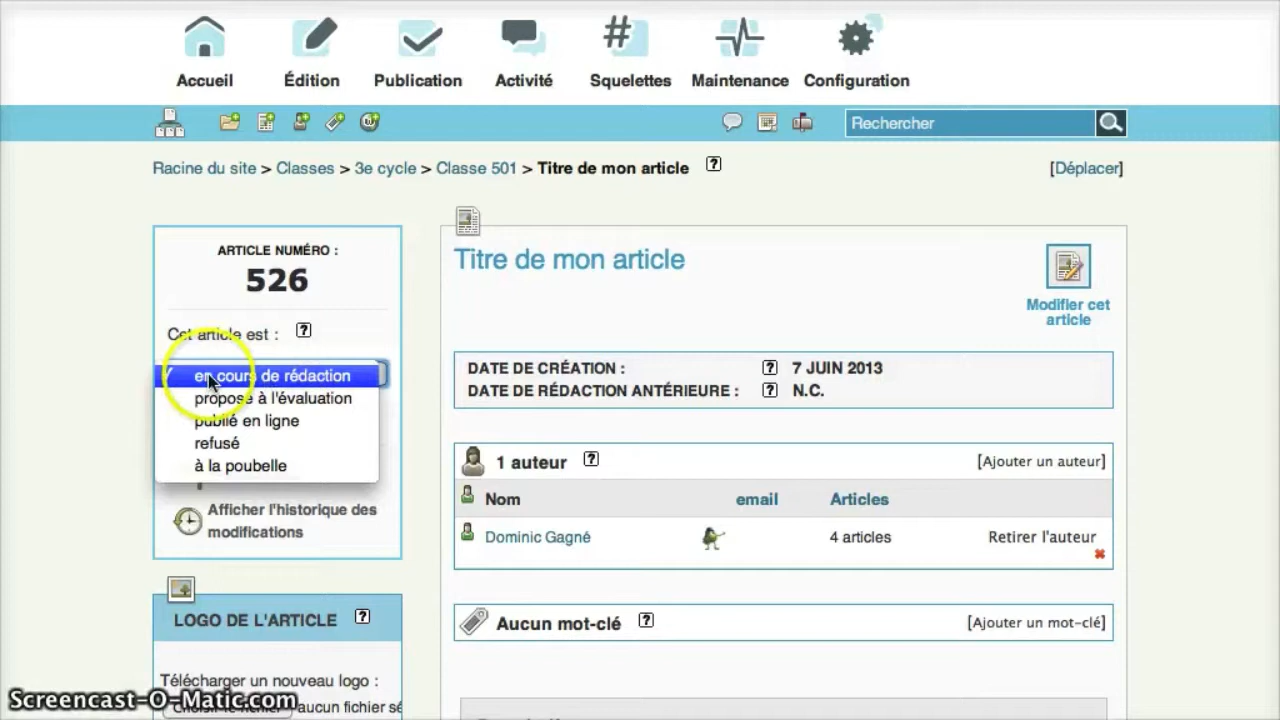 Accueil
Édition
Publication
Activité
Squelettes
Maintenance
Configuration
Rechercher
Racine du site > Classes > 3e cycle > Classe 501 > Titre de mon article ?
[Déplacer]
ARTICLE NUMÉRO :
526
Cet article est : ?
✓ en cours de rédaction
propose à l'évaluation
publié en ligne
refusé
à la poubelle
Afficher l'historique des
modifications
LOGO DE L'ARTICLE ?
Télécharger un nouveau logo :
Choisir le fichier aucun fichier sé
Titre de mon article
Modifier cet
article
DATE DE CRÉATION : ? 7 JUIN 2013
DATE DE RÉDACTION ANTÉRIEURE : ? N.C.
1 auteur ? [Ajouter un auteur]
Nom email Articles
Dominic Gagné 4 articles Retirer l'auteur
Aucun mot-clé ? [Ajouter un mot-clé]
Screencast-O-Matic.com